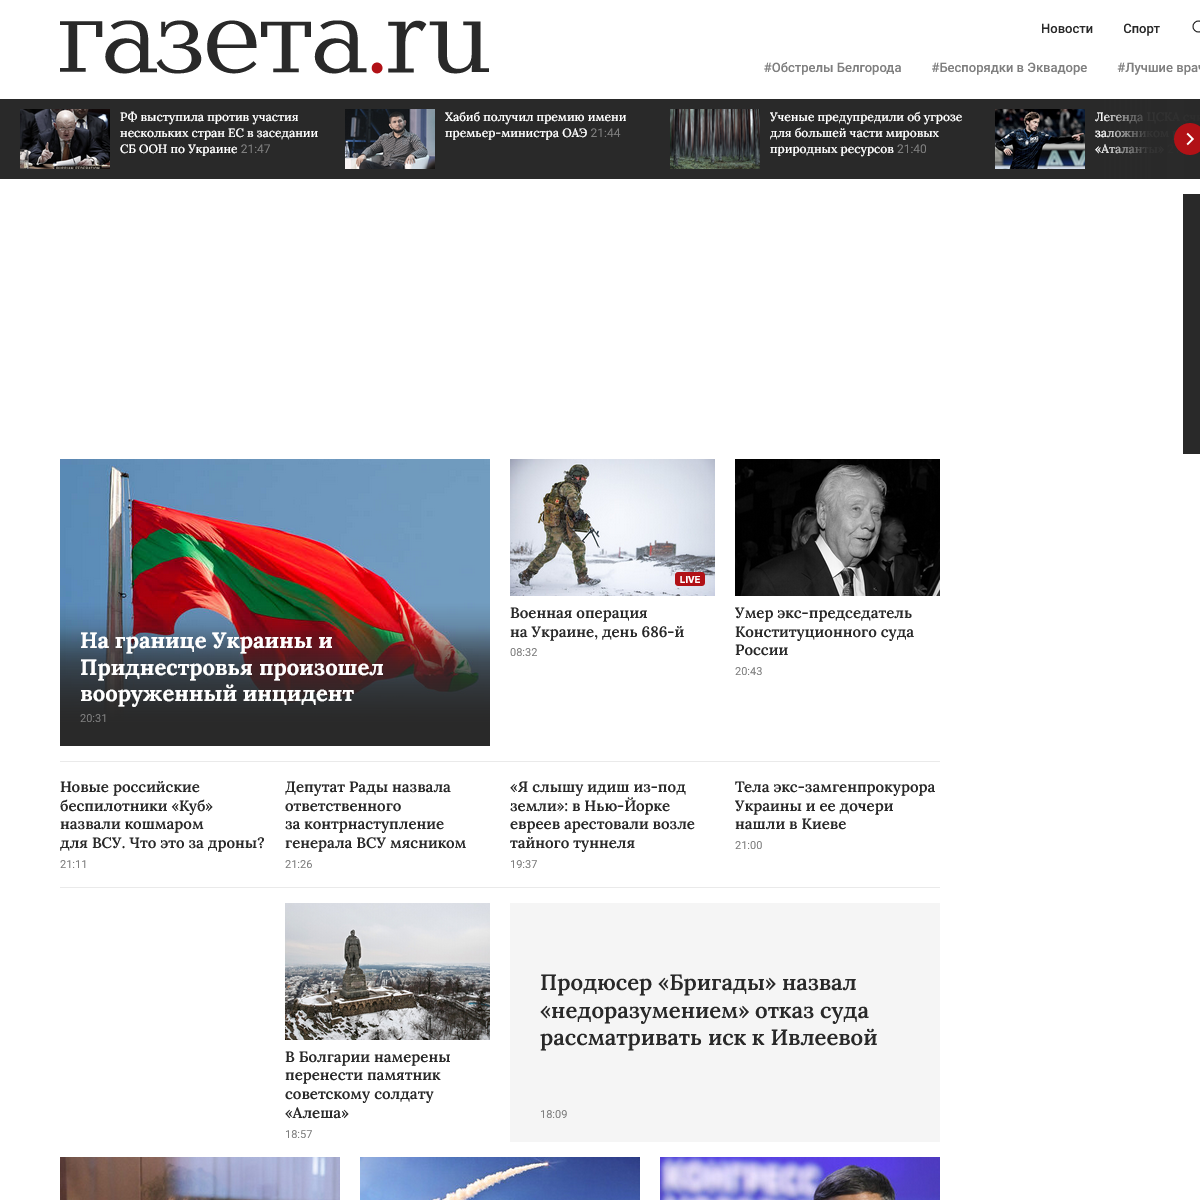 газета.ru
Новости
Спорт
#Обстрелы Белгорода
#Беспорядки в Эквадоре
#Лучшие
РФ выступила против участия
нескольких стран ЕС в заседании
СБ ООН по Украине 21:47
Хабиб получил премию имени
премьер-министра ОАЭ 21:44
Ученые предупредили об угрозе
для большей части мировых
природных ресурсов 21:40
Легенда ЦСКА
заложником
«Аталанты»
На границе Украины и
Приднестровья произошел
вооруженный инцидент
20:31
LIVE
Военная операция
на Украине, день 686-й
08:32
Умер экс-председатель
Конституционного суда
России
20:43
Новые российские
беспилотники «Куб»
назвали кошмаром
для ВСУ. Что это за дроны?
21:11
Депутат Рады назвала
ответственного
за контрнаступление
генерала ВСУ мясником
21:26
«Я слышу идиш из-под
земли»: в Нью-Йорке
евреев арестовали возле
тайного туннеля
19:37
Тела экс-замгенпрокурора
Украины и ее дочери
нашли в Киеве
21:00
В Болгарии намерены
перенести памятник
советскому солдату
«Алеша»
18:57
Продюсер «Бригады» назвал
«недоразумением» отказ суда
рассматривать иск к Ивлеевой
18:09
КОНГРЕСС